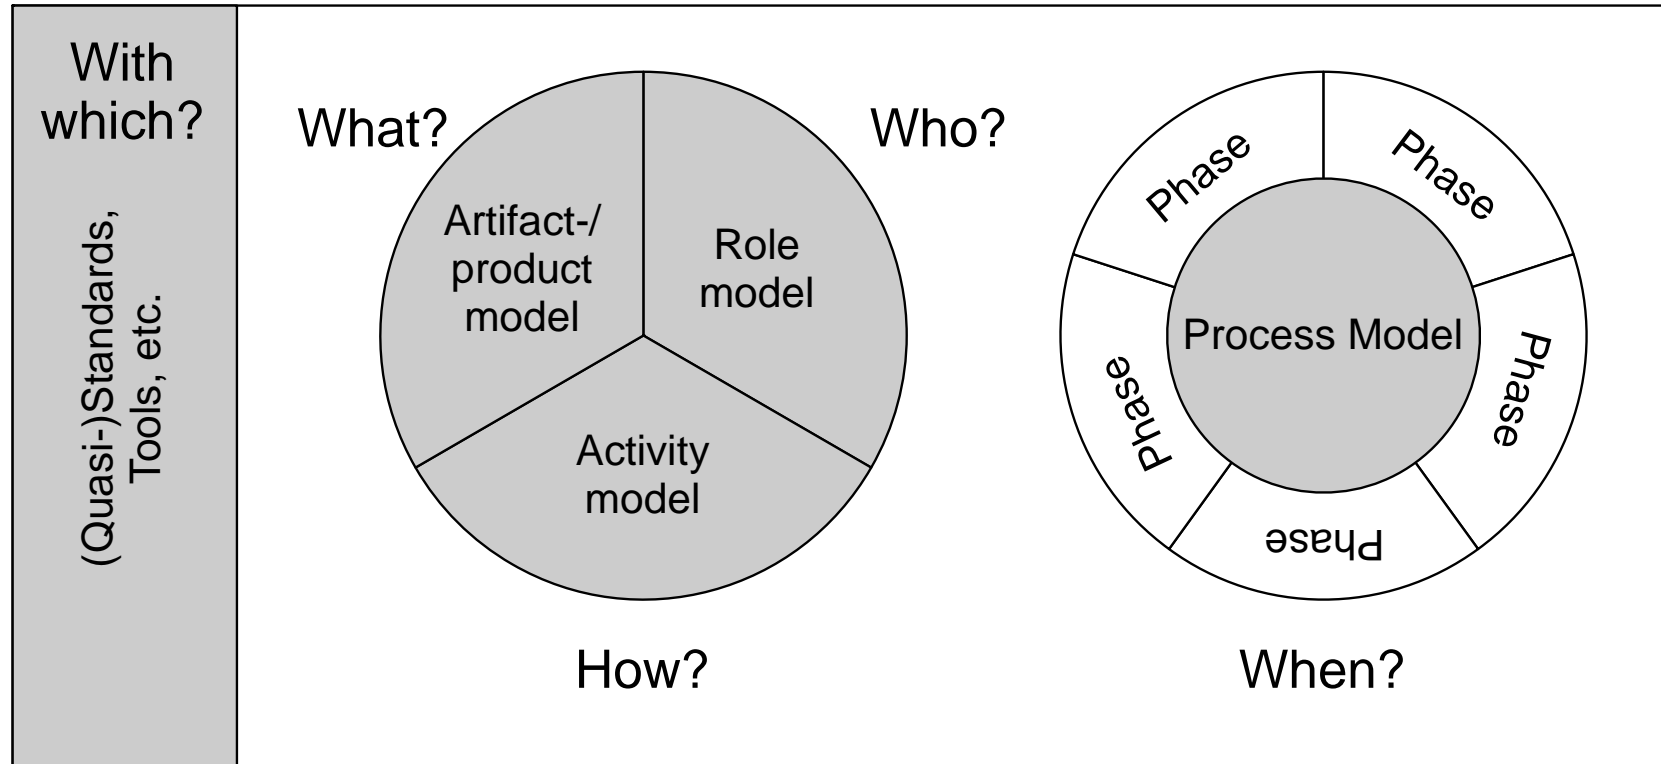 With
which?
(Quasi-)Standards,
Tools, etc.
What?
Who?
Artifact-/
product
model
Role
model
Activity
model
How?
Phase
Phase
Phase
Phase
Phase
Process Model
When?